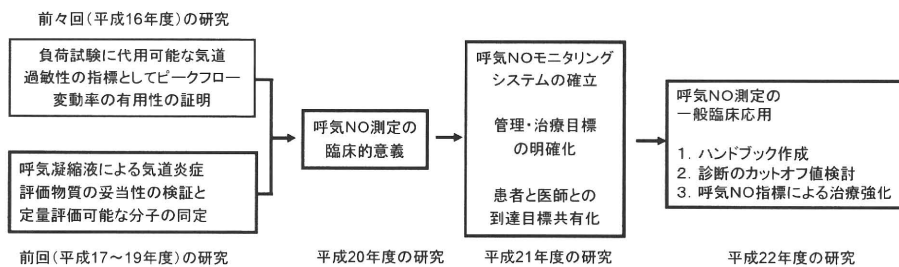 前々回(平成16年度)の研究
負荷試験に代用可能な気道
過敏性の指標としてピークフロー
変動率の有用性の証明
呼気凝縮液による気道炎症
評価物質の妥当性の検証と
定量評価可能な分子の同定
前回(平成17～19年度)の研究
呼気NO測定の
臨床的意義
平成20年度の研究
呼気NOモニタリング
システムの確立
管理・治療目標
の明確化
患者と医師との
到達目標共有化
平成21年度の研究
呼気NO測定の
一般臨床応用
1. ハンドブック作成
2. 診断のカットオフ値検討
3. 呼気NO指標による治療強化
平成22年度の研究